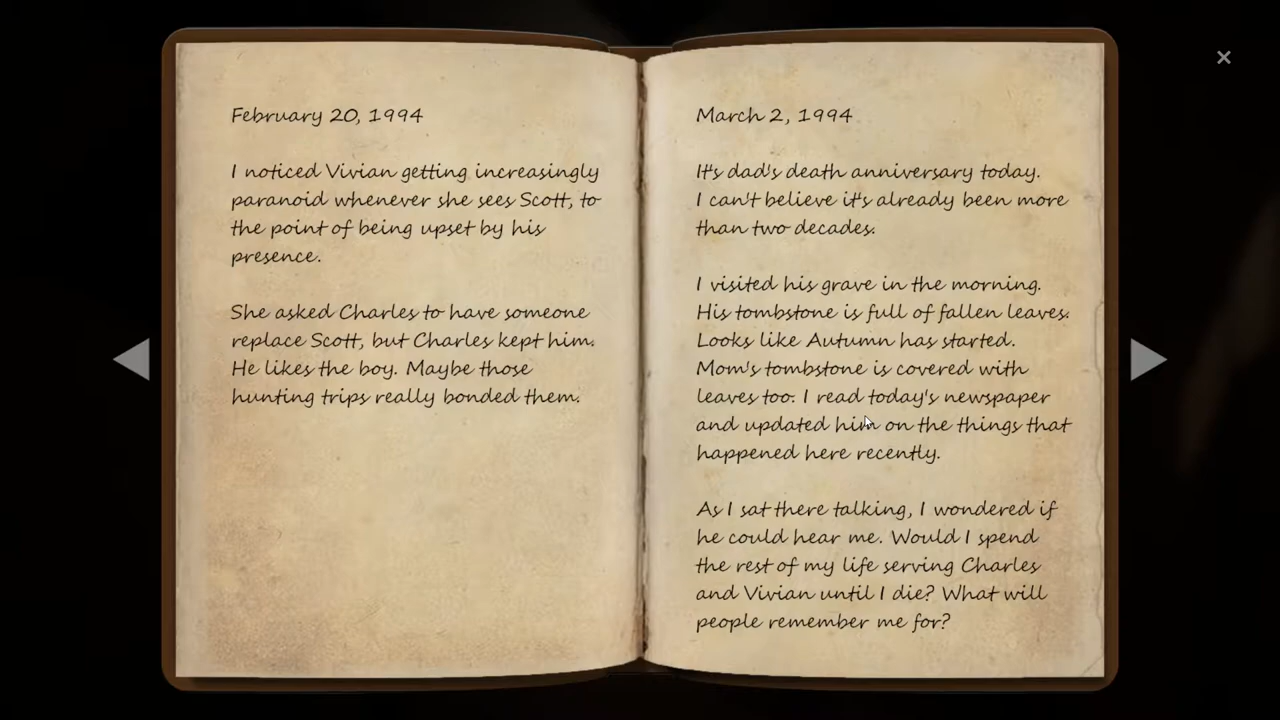 February 20, 1994
I noticed Vivian getting increasingly
paranoid whenever she sees Scott, to
the point of being upset by his
presence.
She asked Charles to have someone
replace Scott, but Charles kept him.
He likes the boy. Maybe those
hunting trips really bonded them.
March 2, 1994
It's dad's death anniversary today.
I can't believe it's already been more
than two decades.
I visited his grave in the morning.
His tombstone is full of fallen leaves.
Looks like Autumn has started.
Mom's tombstone is covered with
leaves too. I read today's newspaper
and updated him on the things that
happened here recently.
As I sat there talking, I wondered if
he could hear me. Would I spend
the rest of my life serving Charles
and Vivian until I die? What will
people remember me for?